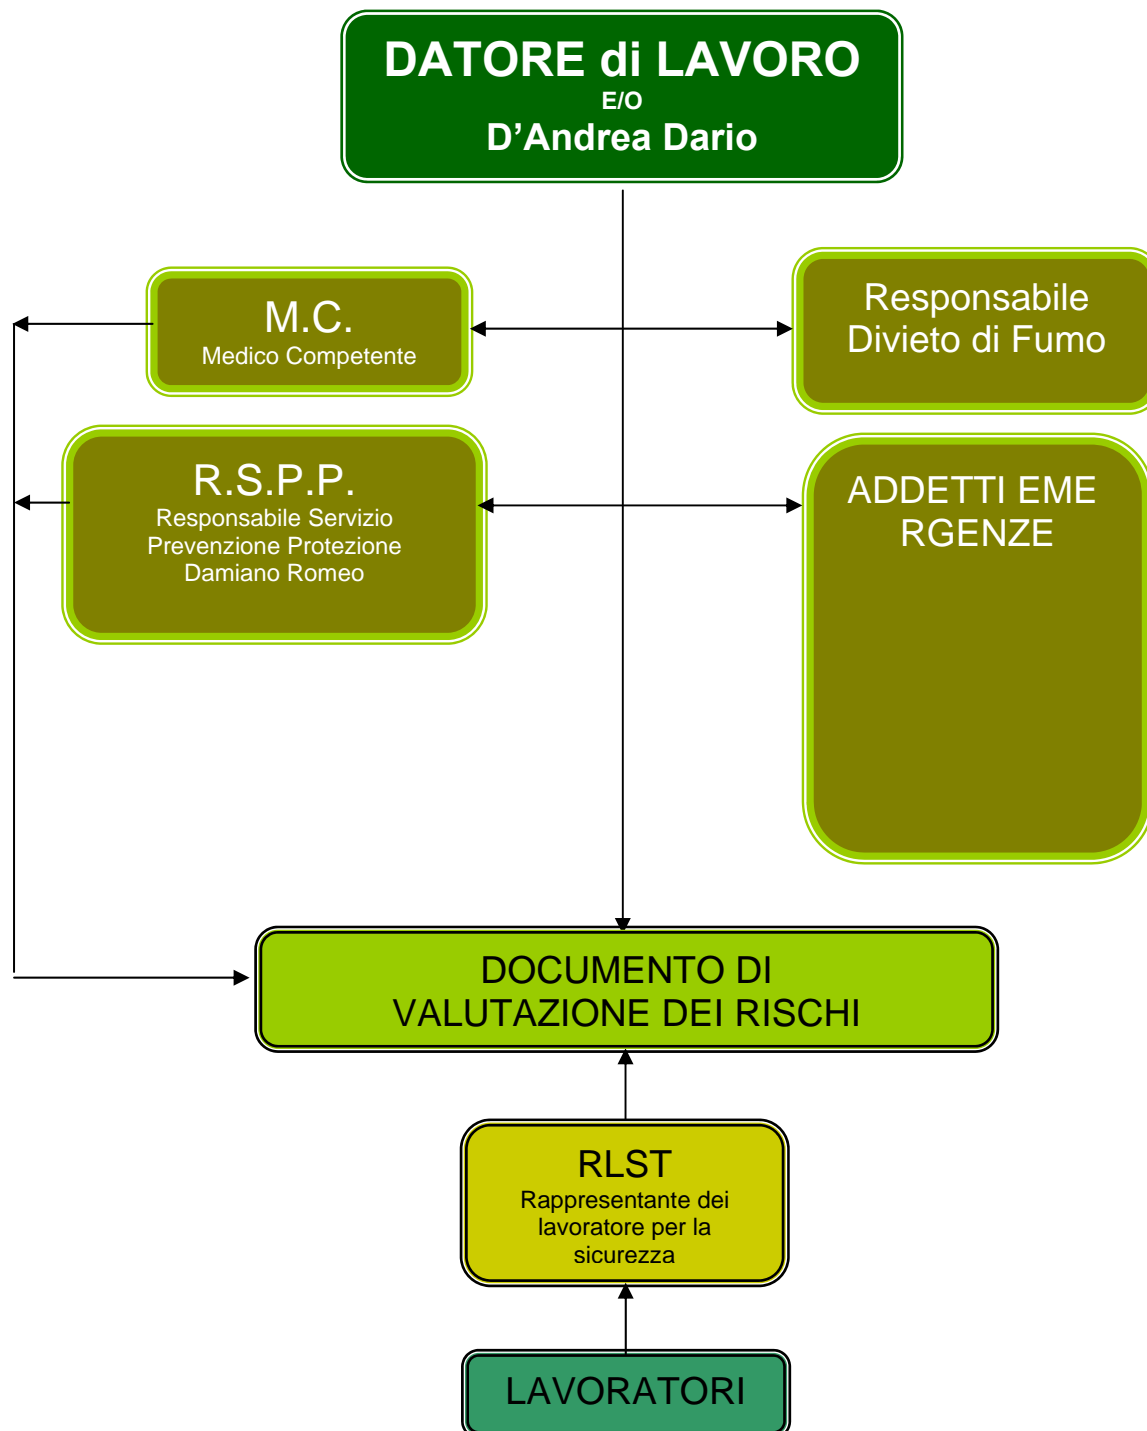 DATORE di LAVORO
E/O
D’Andrea Dario
M.C.
Medico Competente
Responsabile
Divieto di Fumo
R.S.P.P.
Responsabile Servizio
Prevenzione Protezione
Damiano Romeo
ADDETTI EME
RGENZE
DOCUMENTO DI
VALUTAZIONE DEI RISCHI
RLST
Rappresentante dei
lavoratore per la
sicurezza
LAVORATORI